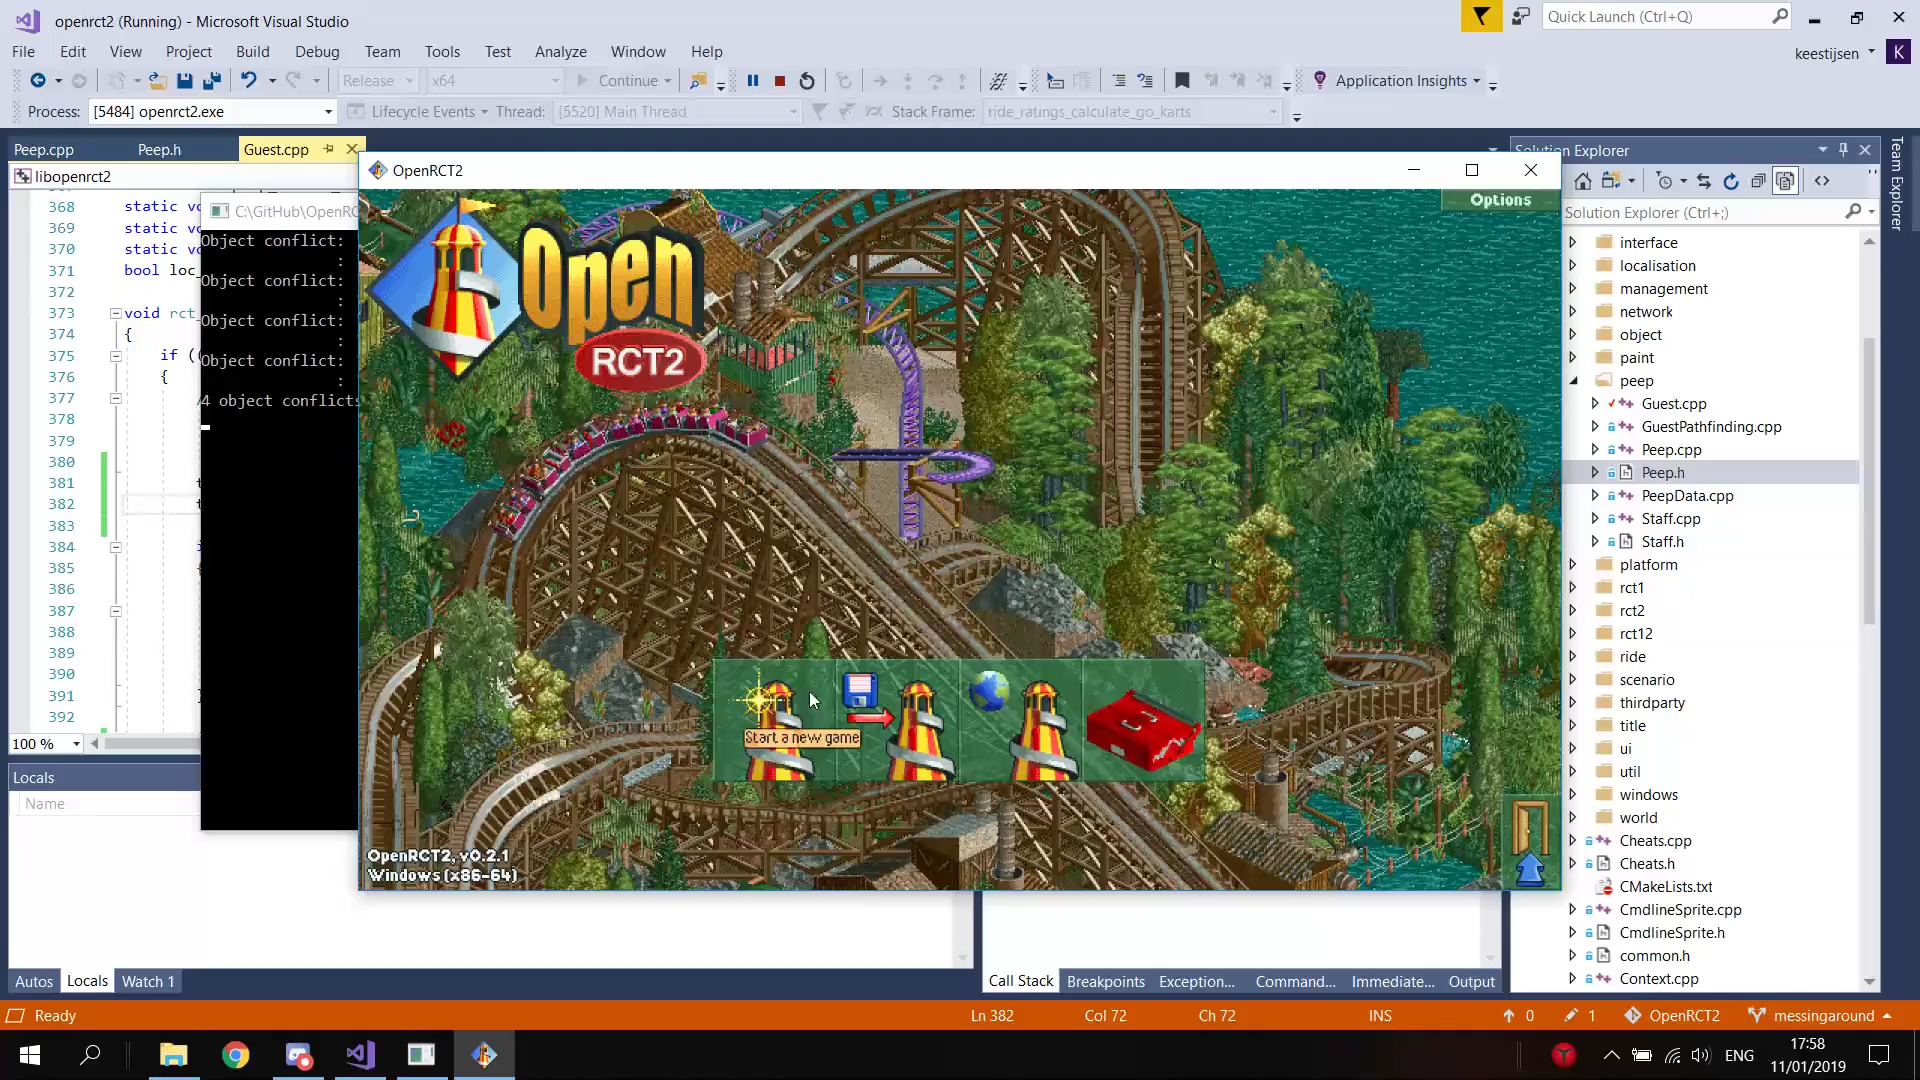 openrct2 (Running) - Microsoft Visual Studio
Quick Launch (Ctrl+Q)
File Edit View Project Build Debug Team Tools Test Analyze Window Help
keestijsen K
Release x64 Continue Application Insights
Process: [5484] openrct2.exe Lifecycle Events Thread: [5520] Main Thread Stack Frame: ride_ratings_calculate_go_karts
Peep.cpp Peep.h Guest.cpp
libopenrct2
368 static
369 static
370 static
371 bool loc
372
373 void rct
374 {
375 if
376 {
377
378
379
380
381
382
383
384
385 {
386
387
388
389
390
391
392
100 %
C:\GitHub\OpenRC
Object conflict:
:
Object conflict:
:
Object conflict:
:
Object conflict:
:
4 object conflicts
OpenRCT2
Options
Open
RCT2
Start a new game
OpenRCT2, v0.2.1
Windows (x86-64)
Solution Explorer
Solution Explorer (Ctrl+;)
interface
localisation
management
network
object
paint
peep
Guest.cpp
GuestPathfinding.cpp
Peep.cpp
Peep.h
PeepData.cpp
Staff.cpp
Staff.h
platform
rct1
rct2
rct12
ride
scenario
thirdparty
title
ui
util
windows
world
Cheats.cpp
Cheats.h
CMakeLists.txt
CmdlineSprite.cpp
CmdlineSprite.h
common.h
Context.cpp
Team Explorer
Locals
Name
Autos Locals Watch 1
Call Stack Breakpoints Exception... Command... Immediate... Output
Ready Ln 382 Col 72 Ch 72 INS 0 1 OpenRCT2 messingaround
ENG
17:58
11/01/2019